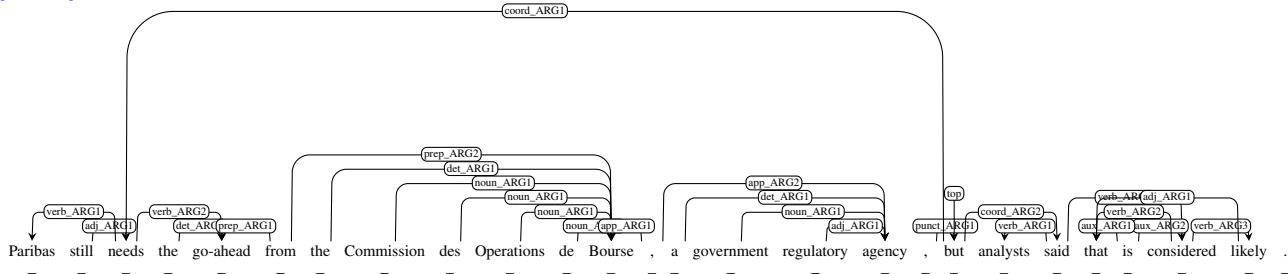 coord_ARG1
prep_ARG2
det_ARG1
noun_ARG1 app_ARG2
top
noun_ARG1 det_ARG1 adj_ARG1
verb_ARG1 verb_ARG2 noun_ARG1 noun_ARG1 coord_ARG2 verb_ARG2
adj_ARG1 prep_ARG1 app_ARG1 adj_ARG1 punct_ARG1 verb_ARG1 aux_ARG1 aux_ARG2 verb_ARG3
Paribas still needs the go-ahead from the Commission des Operations de Bourse , a government regulatory agency , but analysts said that is considered likely